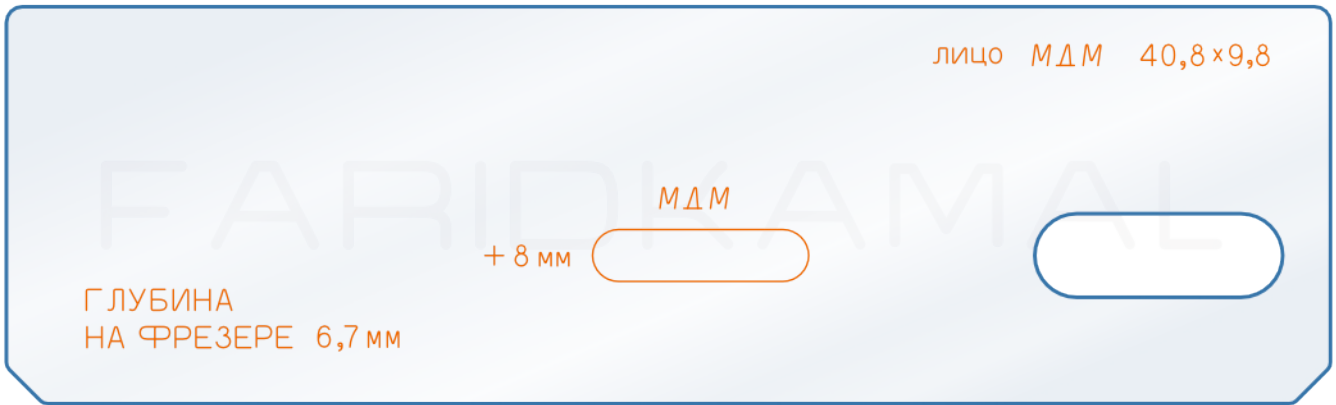 лицо МДМ 40,8×9,8
FARIDKAMAL
МДМ
+ 8 мм
ГЛУБИНА
НА ФРЕЗЕРЕ 6,7 мм